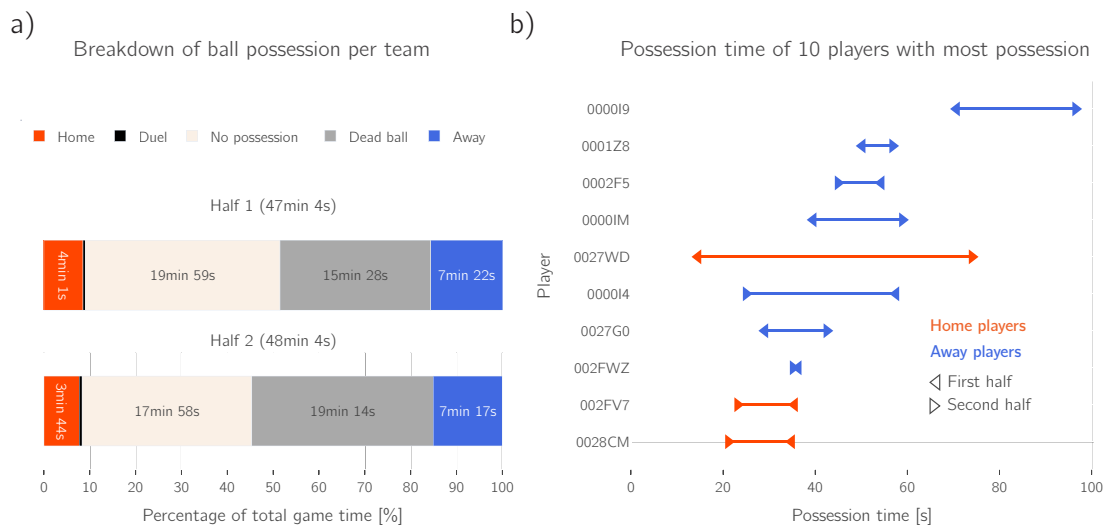 a)
Breakdown of ball possession per team
Home Duel No possession Dead ball Away
Half 1 (47min 4s)
4min 1s 19min 59s 15min 28s 7min 22s
Half 2 (48min 4s)
3min 44s 17min 58s 19min 14s 7min 17s
0 10 20 30 40 50 60 70 80 90 100
Percentage of total game time [%]
b)
Possession time of 10 players with most possession
Player
0000I9
0001Z8
0002F5
0000IM
0027WD
0000I4
0027G0
002FWZ
002FV7
0028CM
Home players
Away players
First half
Second half
0 20 40 60 80 100
Possession time [s]